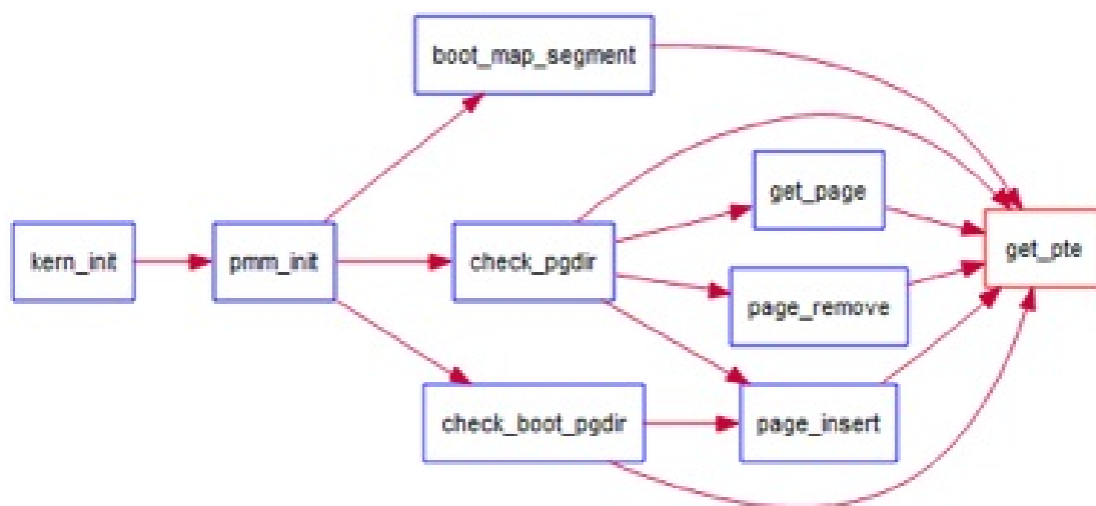 boot_map_segment
get_page
kern_init
pmm_init
check_pgdir
get_pte
page_remove
check_boot_pgdir
page_insert